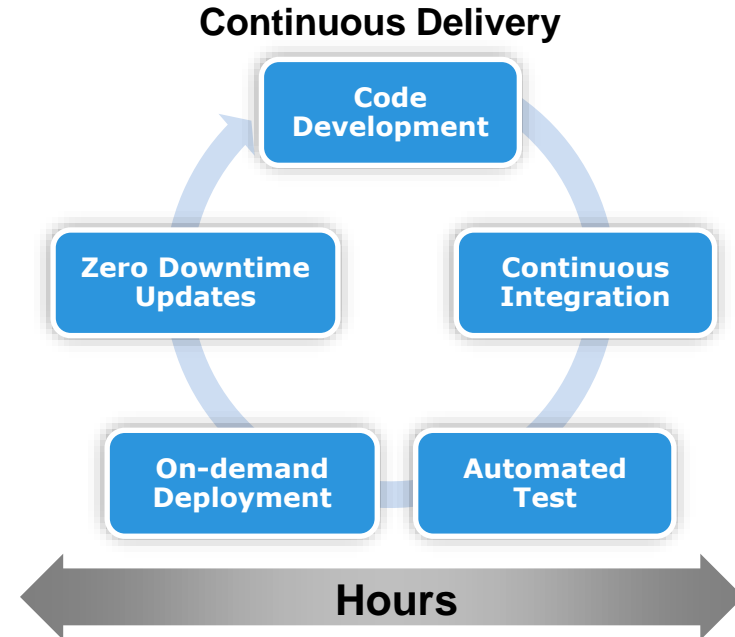 Continuous Delivery
Code
Development
Continuous
Integration
Automated
Test
On-demand
Deployment
Zero Downtime
Updates
Hours